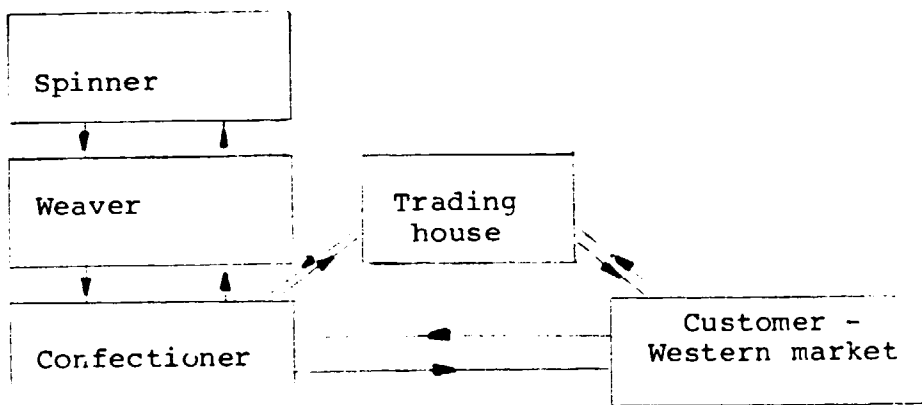 Spinner
Weaver
Trading
house
Confectioner
Customer -
Western market